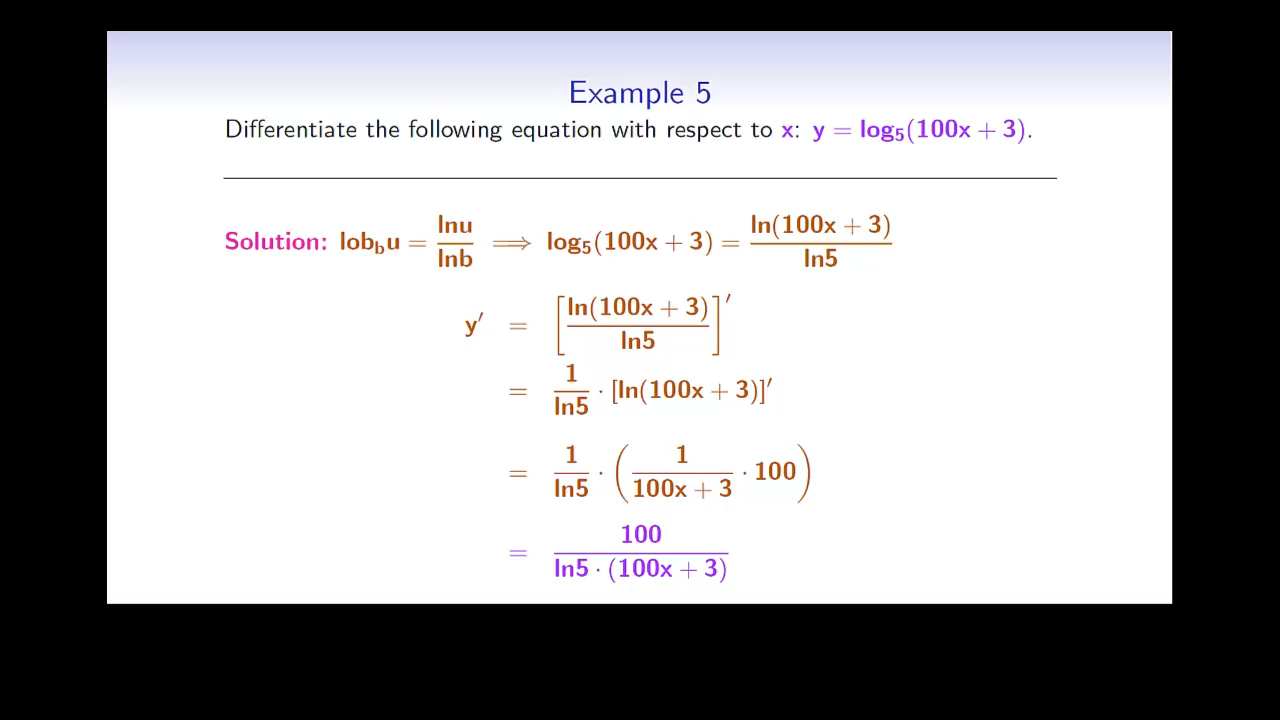 Example 5
Differentiate the following equation with respect to x: y = log₅(100x + 3).
Solution: lob_b u = lnu/lnb ⟹ log₅(100x + 3) = ln(100x + 3)/ln5
y′ = [ln(100x + 3)/ln5]′
= 1/ln5 · [ln(100x + 3)]′
= 1/ln5 · (1/(100x + 3) · 100)
= 100/(ln5 · (100x + 3))